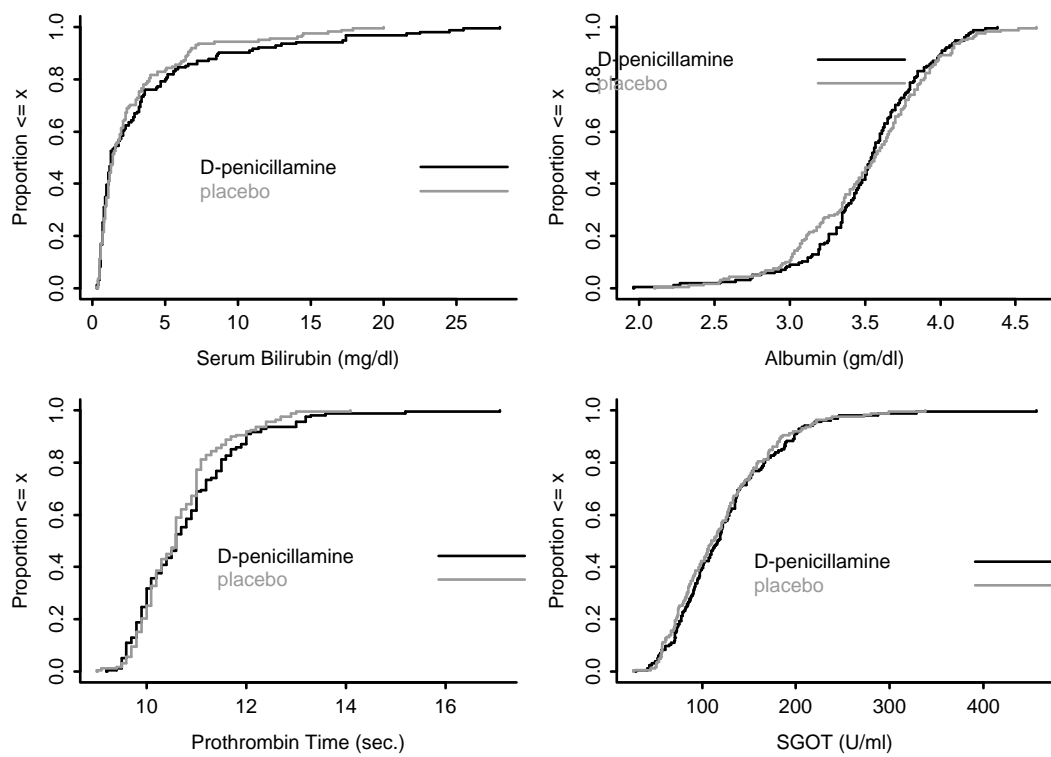 Proportion <= x
0.0 0.2 0.4 0.6 0.8 1.0
D-penicillamine
placebo
0 5 10 15 20 25
Serum Bilirubin (mg/dl)
Proportion <= x
0.0 0.2 0.4 0.6 0.8 1.0
D-penicillamine
placebo
2.0 2.5 3.0 3.5 4.0 4.5
Albumin (gm/dl)
Proportion <= x
0.0 0.2 0.4 0.6 0.8 1.0
D-penicillamine
placebo
10 12 14 16
Prothrombin Time (sec.)
Proportion <= x
0.0 0.2 0.4 0.6 0.8 1.0
D-penicillamine
placebo
100 200 300 400
SGOT (U/ml)